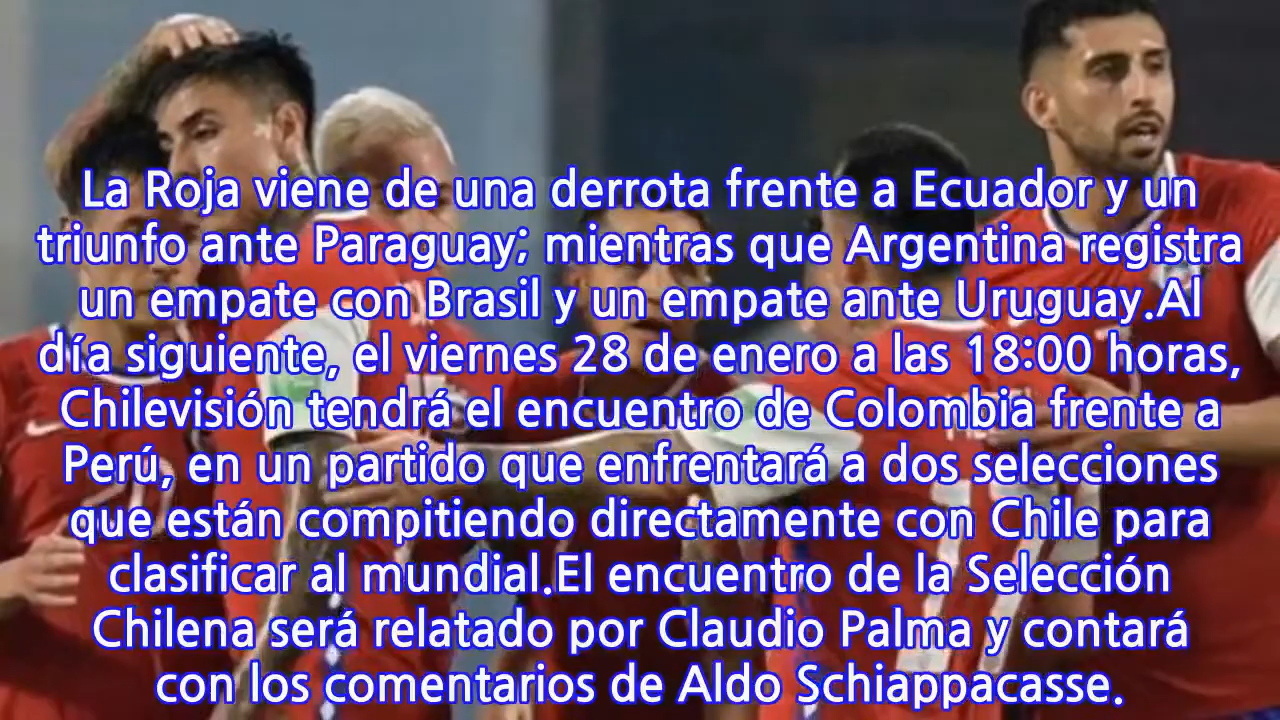 La Roja viene de una derrota frente a Ecuador y un
triunfo ante Paraguay; mientras que Argentina registra
un empate con Brasil y un empate ante Uruguay.Al
día siguiente, el viernes 28 de enero a las 18:00 horas,
Chilevisión tendrá el encuentro de Colombia frente a
Perú, en un partido que enfrentará a dos selecciones
que están compitiendo directamente con Chile para
clasificar al mundial.El encuentro de la Selección
Chilena será relatado por Claudio Palma y contará
con los comentarios de Aldo Schiappacasse.